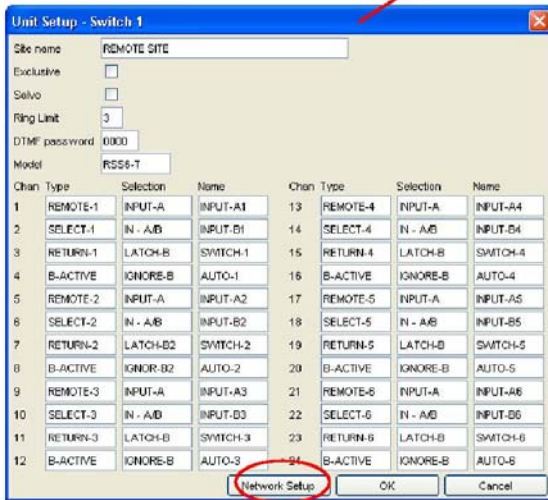 Unit Setup - Switch 1
Site name REMOTE SITE
Exclusive
Salvo
Ring Limit 3
DTMF password 0000
Model RSS6-T
Chan Type Selection Name Chan Type Selection Name
1 REMOTE-1 INPUT-A INPUT-A1 13 REMOTE-4 INPUT-A INPUT-A4
2 SELECT-1 IN - A/B INPUT-B1 14 SELECT-4 IN - A/B INPUT-B4
3 RETURN-1 LATCH-B SWITCH-1 15 RETURN-4 LATCH-B SWITCH-4
4 B-ACTIVE IGNORE-B AUTO-1 16 B-ACTIVE IGNORE-B AUTO-4
5 REMOTE-2 INPUT-A INPUT-A2 17 REMOTE-5 INPUT-A INPUT-A5
6 SELECT-2 IN - A/B INPUT-B2 18 SELECT-5 IN - A/B INPUT-B5
7 RETURN-2 LATCH-B2 SWITCH-2 19 RETURN-5 LATCH-B SWITCH-5
8 B-ACTIVE IGNOR-B2 AUTO-2 20 B-ACTIVE IGNORE-B AUTO-5
9 REMOTE-3 INPUT-A INPUT-A3 21 REMOTE-6 INPUT-A INPUT-A6
10 SELECT-3 IN - A/B INPUT-B3 22 SELECT-6 IN - A/B INPUT-B6
11 RETURN-3 LATCH-B SWITCH-3 23 RETURN-6 LATCH-B SWITCH-6
12 B-ACTIVE IGNORE-B AUTO-3 24 B-ACTIVE IGNORE-B AUTO-6
Network Setup OK Cancel